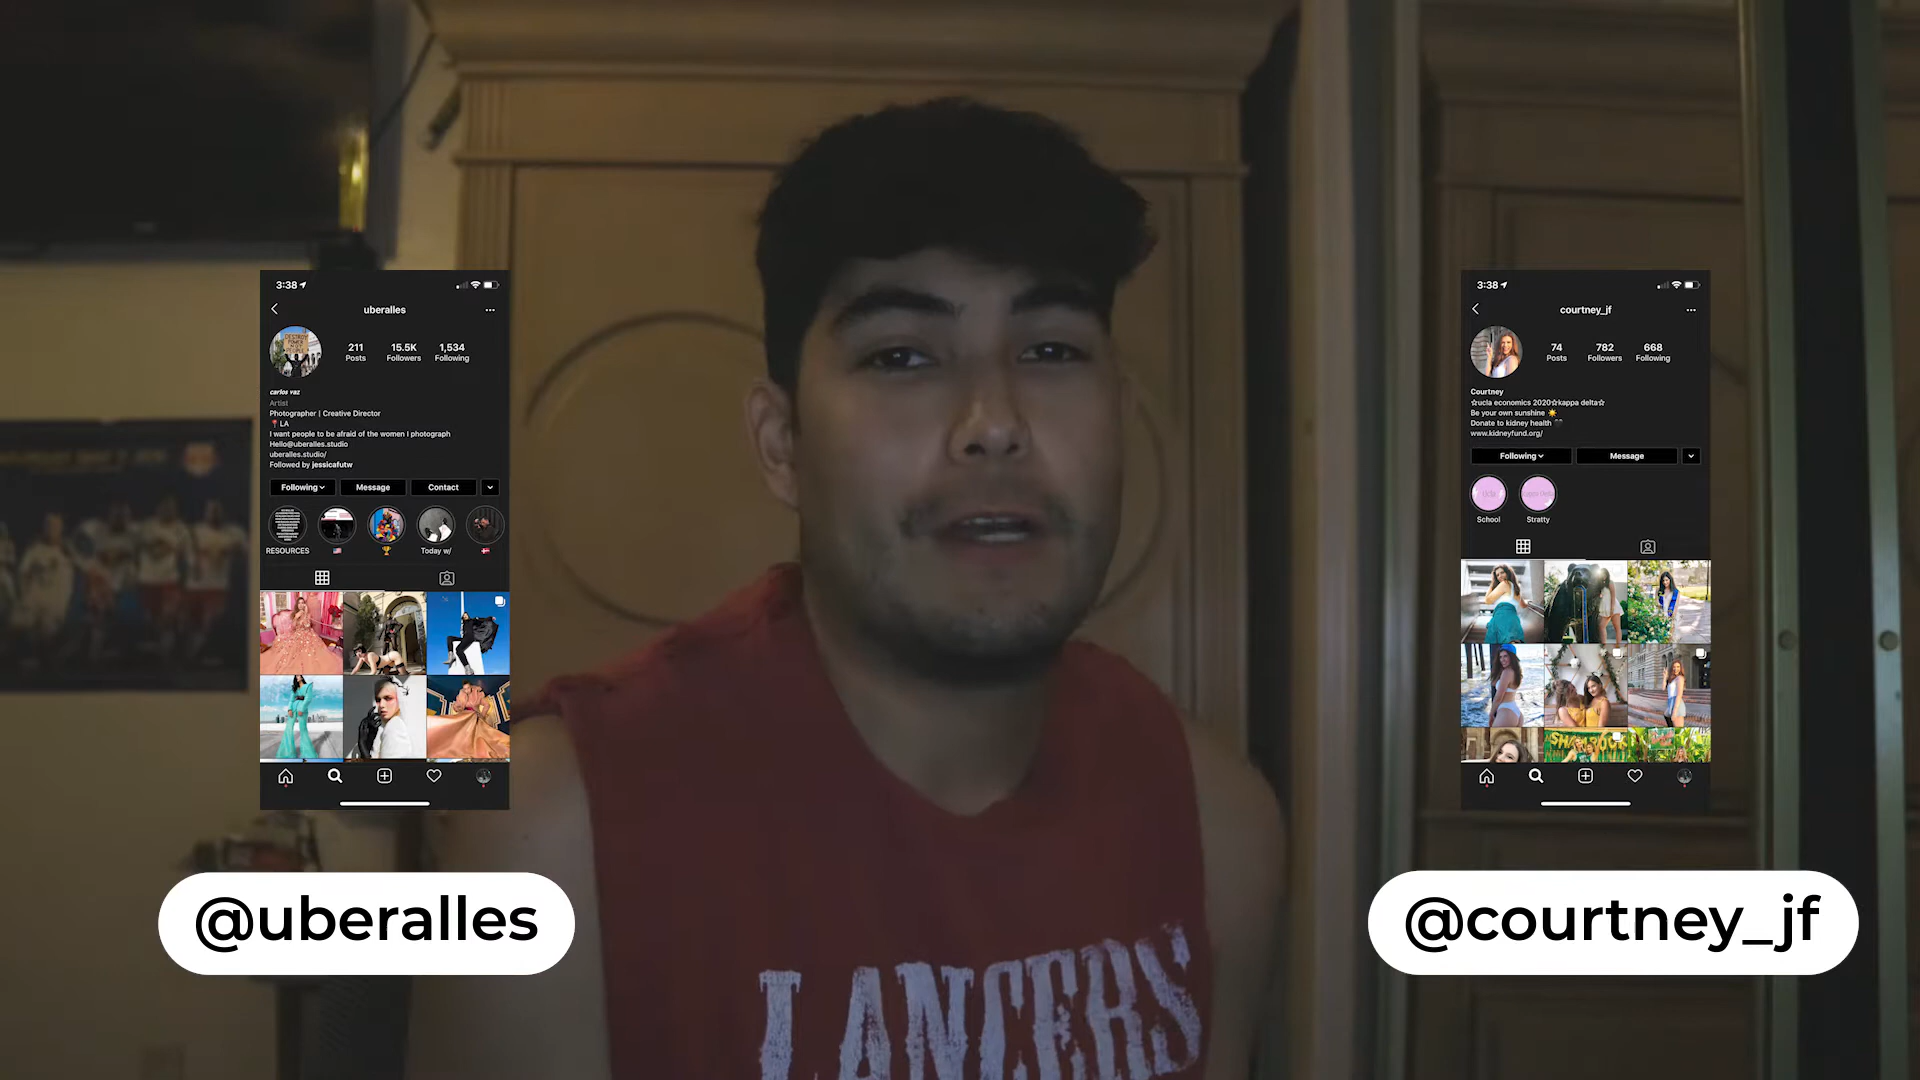 3:38
uberalles
211
Posts
15.5K
Followers
1,534
Following
carlos vaz
Artist
Photographer | Creative Director
LA
I want people to be afraid of the women I photograph
Hello@uberalles.studio
uberalles.studio/
Followed by jessicafutw
Following
Message
Contact
RESOURCES
Today w/
@uberalles
LANCERS
3:38
courtney_jf
74
Posts
782
Followers
668
Following
Courtney
☆ucla economics 2020☆kappa delta☆
Be your own sunshine
Donate to kidney health
www.kidneyfund.org/
Following
Message
School
Stratty
@courtney_jf